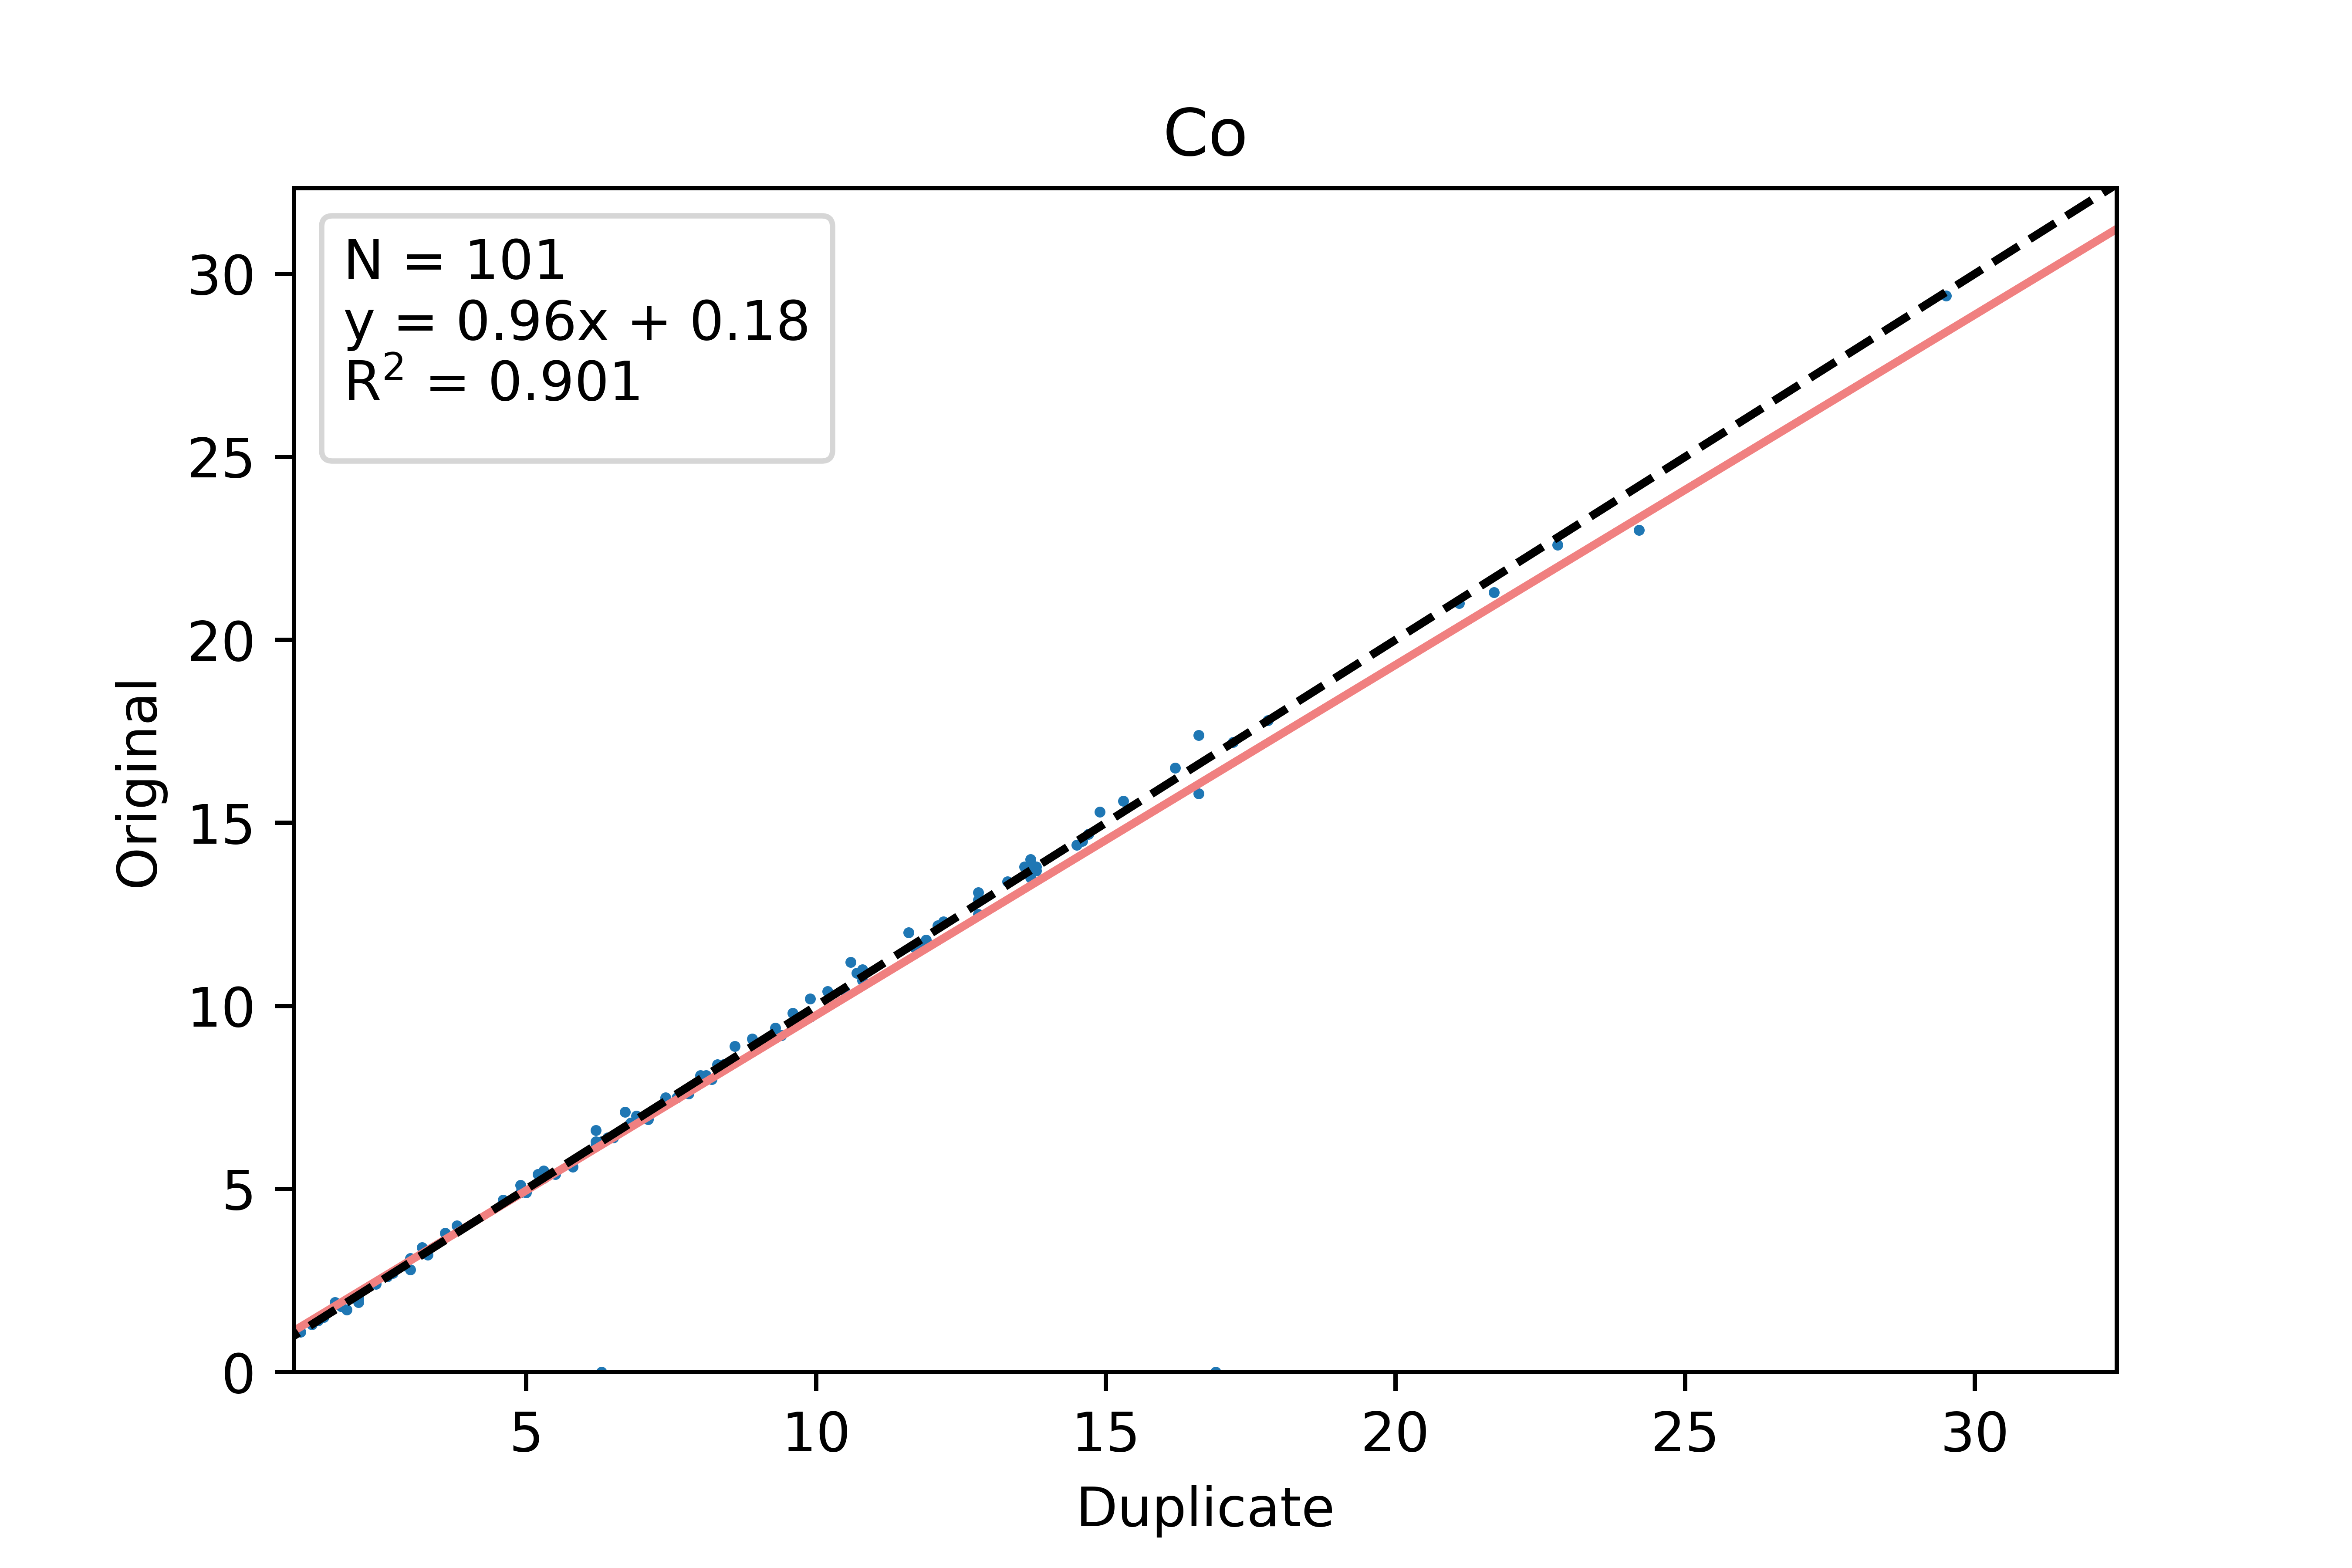 Co
N = 101
y = 0.96x + 0.18
R² = 0.901
30
25
20
15
10
5
0
Original
5 10 15 20 25 30
Duplicate